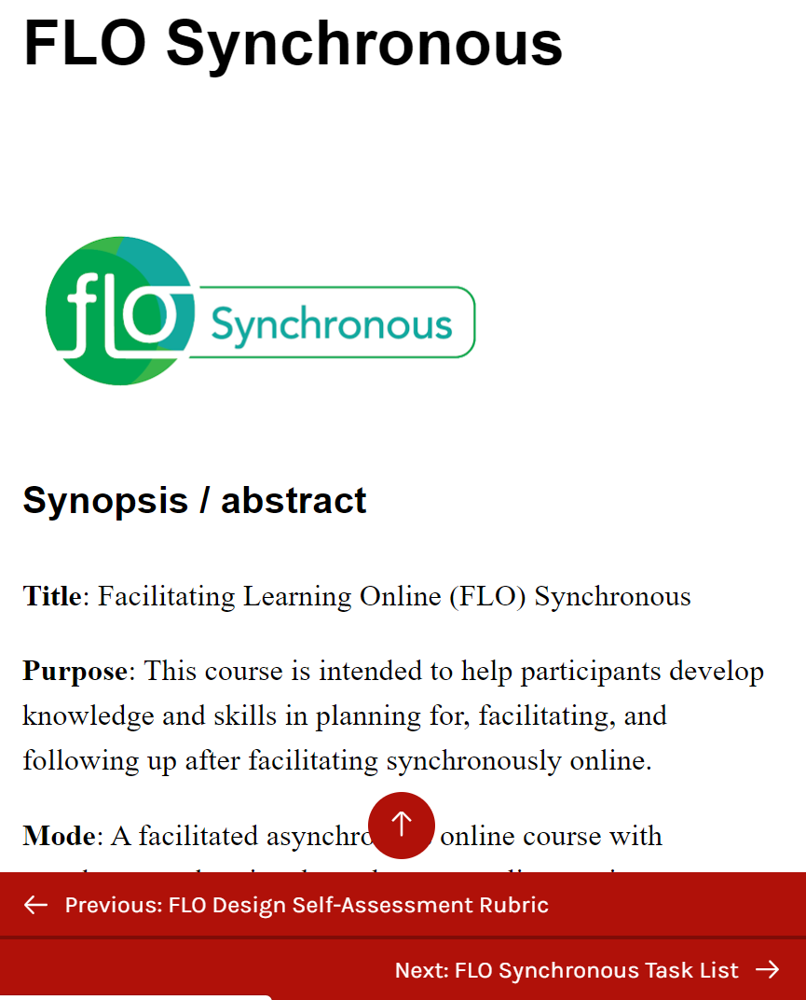 FLO Synchronous
flo Synchronous
Synopsis / abstract
Title: Facilitating Learning Online (FLO) Synchronous
Purpose: This course is intended to help participants develop
knowledge and skills in planning for, facilitating, and
following up after facilitating synchronously online.
Mode: A facilitated online course with
Previous: FLO Design Self-Assessment Rubric
Next: FLO Synchronous Task List